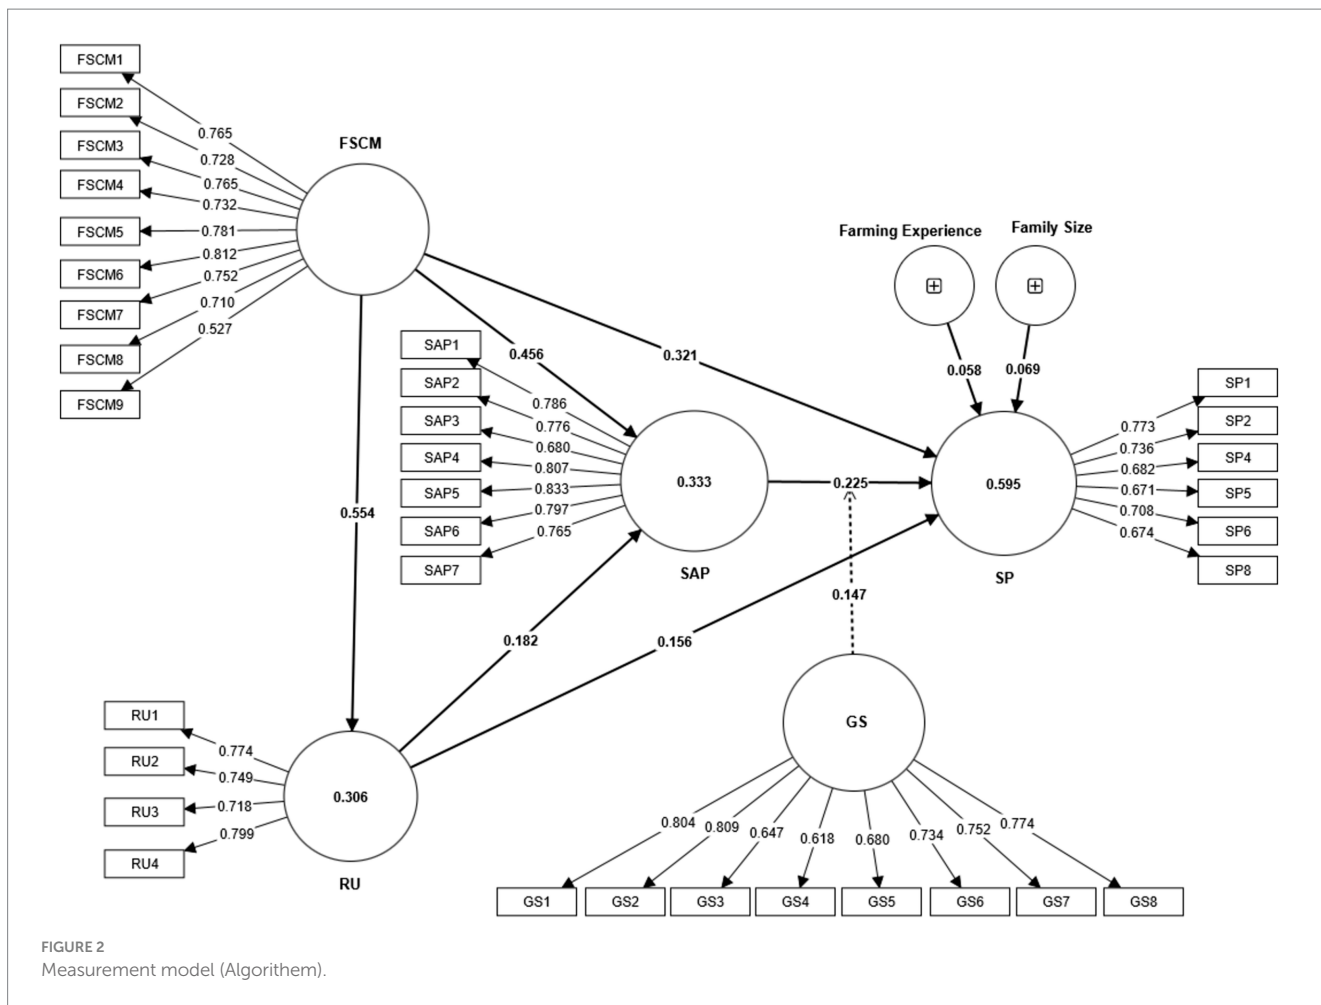 FSCM1
FSCM2
FSCM3
FSCM4
FSCM5
FSCM6
FSCM7
FSCM8
FSCM9
0.765
0.728
0.765
0.732
0.781
0.812
0.752
0.710
0.527
FSCM
Farming Experience
Family Size
0.058
0.069
0.456
0.321
0.554
SAP1
SAP2
SAP3
SAP4
SAP5
SAP6
SAP7
0.786
0.776
0.680
0.807
0.833
0.797
0.765
0.333
SAP
0.225
0.595
SP
0.773
0.736
0.682
0.671
0.708
0.674
SP1
SP2
SP4
SP5
SP6
SP8
0.147
0.182
0.156
RU1
RU2
RU3
RU4
0.774
0.749
0.718
0.799
0.306
RU
GS
0.804
0.809
0.647
0.618
0.680
0.734
0.752
0.774
GS1
GS2
GS3
GS4
GS5
GS6
GS7
GS8
FIGURE 2
Measurement model (Algorithem).